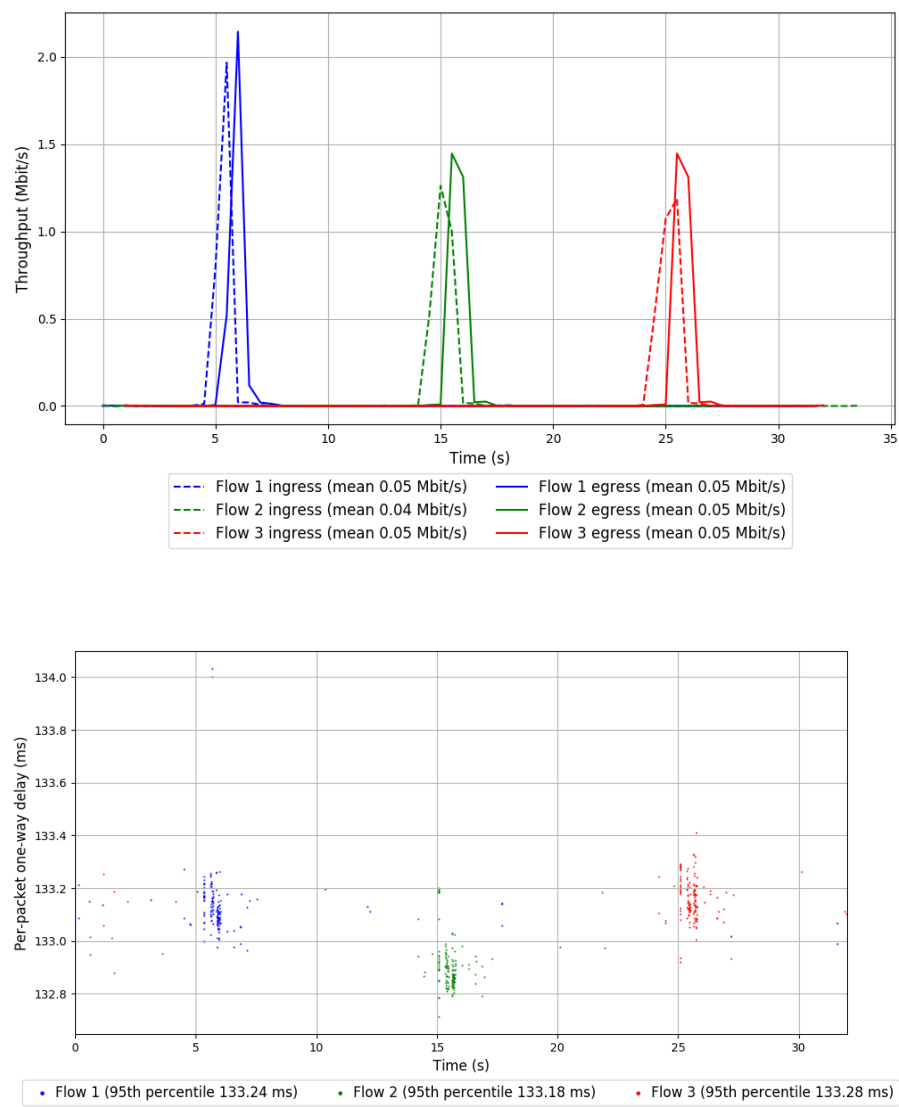 2.0
1.5
1.0
0.5
0.0
Throughput (Mbit/s)
0 5 10 15 20 25 30 35
Time (s)
Flow 1 ingress (mean 0.05 Mbit/s) Flow 1 egress (mean 0.05 Mbit/s)
Flow 2 ingress (mean 0.04 Mbit/s) Flow 2 egress (mean 0.05 Mbit/s)
Flow 3 ingress (mean 0.05 Mbit/s) Flow 3 egress (mean 0.05 Mbit/s)
134.0
133.8
133.6
133.4
133.2
133.0
132.8
Per-packet one-way delay (ms)
0 5 10 15 20 25 30
Time (s)
Flow 1 (95th percentile 133.24 ms) Flow 2 (95th percentile 133.18 ms) Flow 3 (95th percentile 133.28 ms)